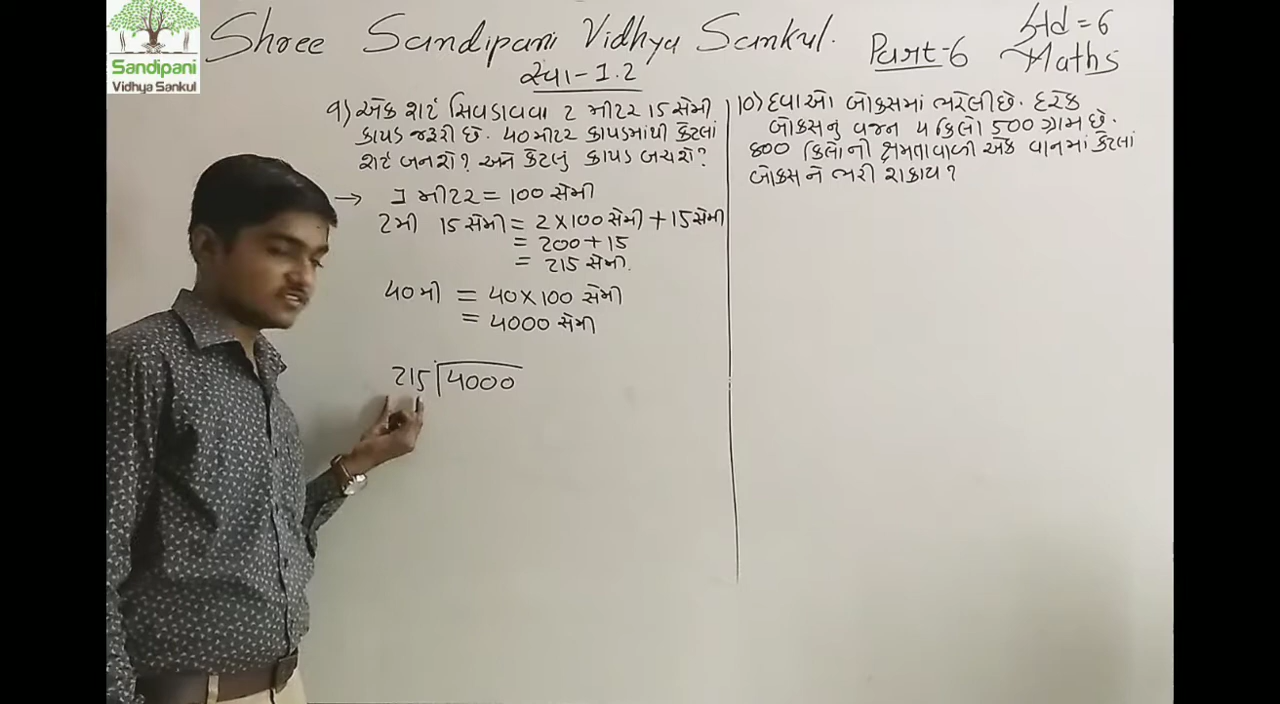 Sandipani
Vidhya Sankul
Shree Sandipani Vidhya Sankul.
Part-6
Std = 6
Maths
સ્વા-1.2
૧) એક શર્ટ સિવડાવવા 2 મીટર 15 સેમી
કાપડ જરૂરી છે. 40 મીટર કાપડમાંથી કેટલાં
શર્ટ બનશે? અને કેટલું કાપડ બચશે?
→ 1 મીટર = 100 સેમી
2મી 15 સેમી = 2 × 100 સેમી + 15 સેમી
= 200 + 15
= 215 સેમી.
40 મી = 40 × 100 સેમી
= 4000 સેમી
215 4000
10) દવાઓ બોક્સમાં ભરેલી છે. દરેક
બોક્સનું વજન 4 કિલો 500 ગ્રામ છે.
800 કિલોની ક્ષમતાવાળી એક વાનમાં કેટલાં
બોક્સને ભરી શકાય?